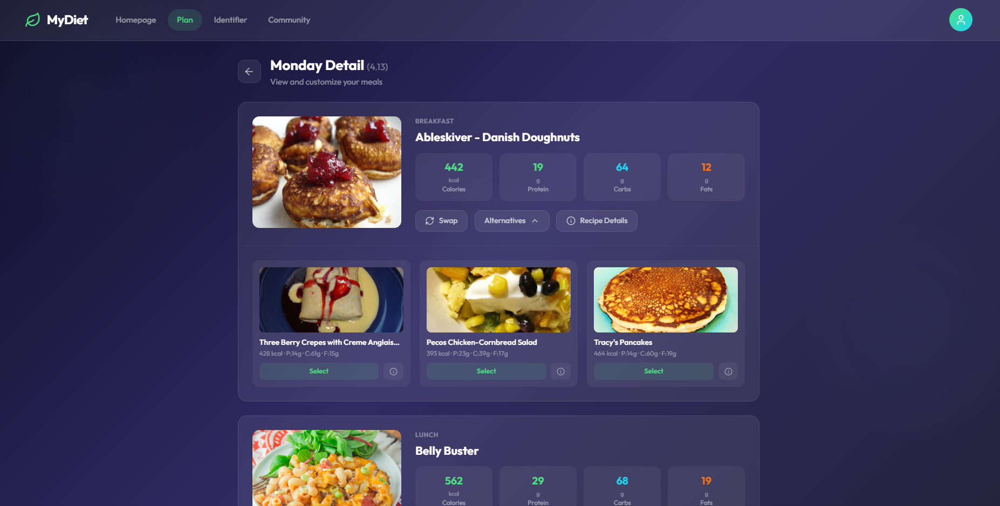 MyDiet
Homepage
Plan
Identifier
Community
Monday Detail (4.13)
View and customize your meals
BREAKFAST
Ableskiver - Danish Doughnuts
442
kcal
Calories
19
g
Protein
64
g
Carbs
12
g
Fats
Swap
Alternatives
Recipe Details
Three Berry Crepes with Creme Anglais...
428 kcal · P:14g · C:61g · F:15g
Select
Pecos Chicken-Cornbread Salad
393 kcal · P:23g · C:39g · F:17g
Select
Tracy's Pancakes
464 kcal · P:14g · C:60g · F:19g
Select
LUNCH
Belly Buster
562
kcal
Calories
29
g
Protein
68
g
Carbs
19
g
Fats